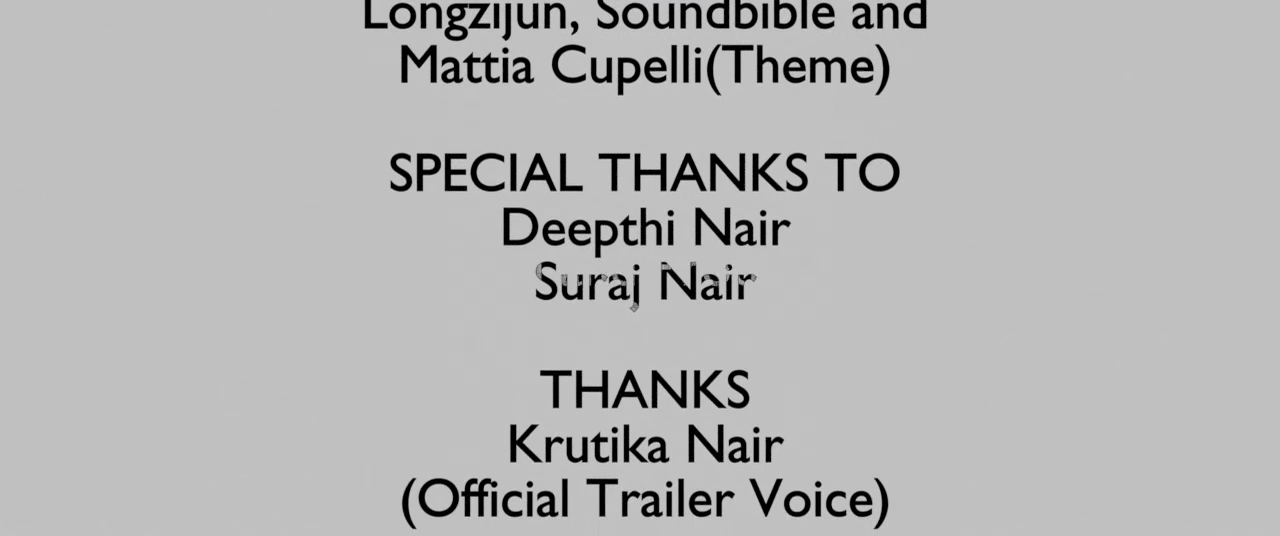 Longzijun, Soundbible and
Mattia Cupelli(Theme)
SPECIAL THANKS TO
Deepthi Nair
Suraj Nair
THANKS
Krutika Nair
(Official Trailer Voice)